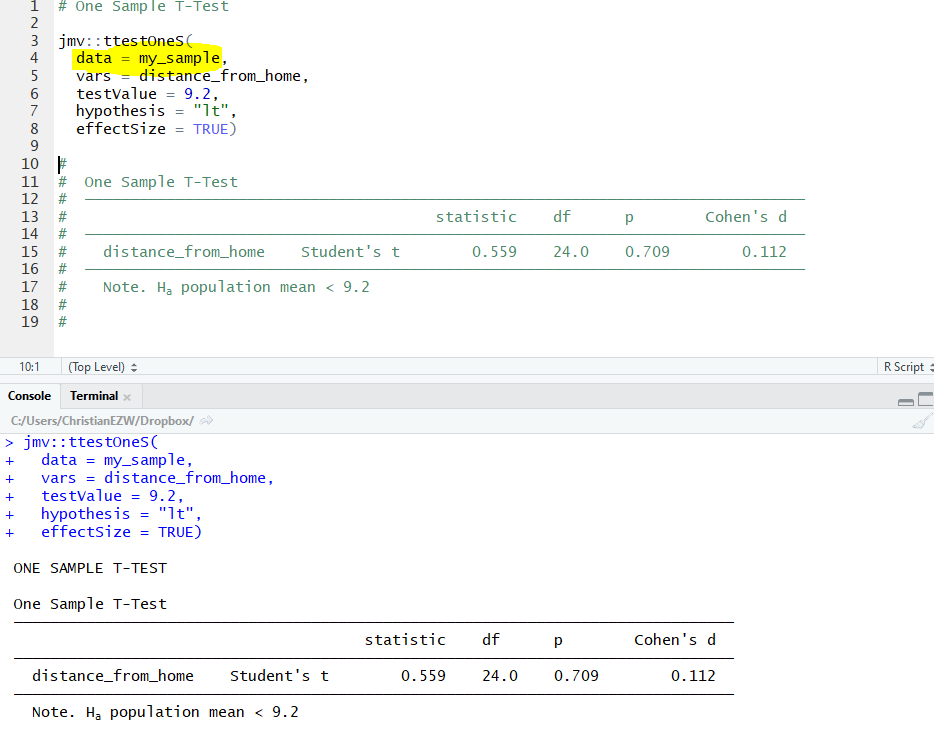 1 # One Sample T-Test
2
3 jmv::ttestOneS(
4 data = my_sample,
5 vars = distance_from_home,
6 testValue = 9.2,
7 hypothesis = "lt",
8 effectSize = TRUE)
9
10 #
11 # One Sample T-Test
12 # ────────────────────────────────────────
13 # statistic df p Cohen's d
14 # ────────────────────────────────────────
15 # distance_from_home Student's t 0.559 24.0 0.709 0.112
16 # ────────────────────────────────────────
17 # Note. Hₐ population mean < 9.2
18 #
19 #
10:1 (Top Level) R Script
Console Terminal
C:/Users/ChristianEZW/Dropbox/
> jmv::ttestOneS(
+ data = my_sample,
+ vars = distance_from_home,
+ testValue = 9.2,
+ hypothesis = "lt",
+ effectSize = TRUE)
ONE SAMPLE T-TEST
One Sample T-Test
────────────────────────────────────────
statistic df p Cohen's d
────────────────────────────────────────
distance_from_home Student's t 0.559 24.0 0.709 0.112
────────────────────────────────────────
Note. Hₐ population mean < 9.2